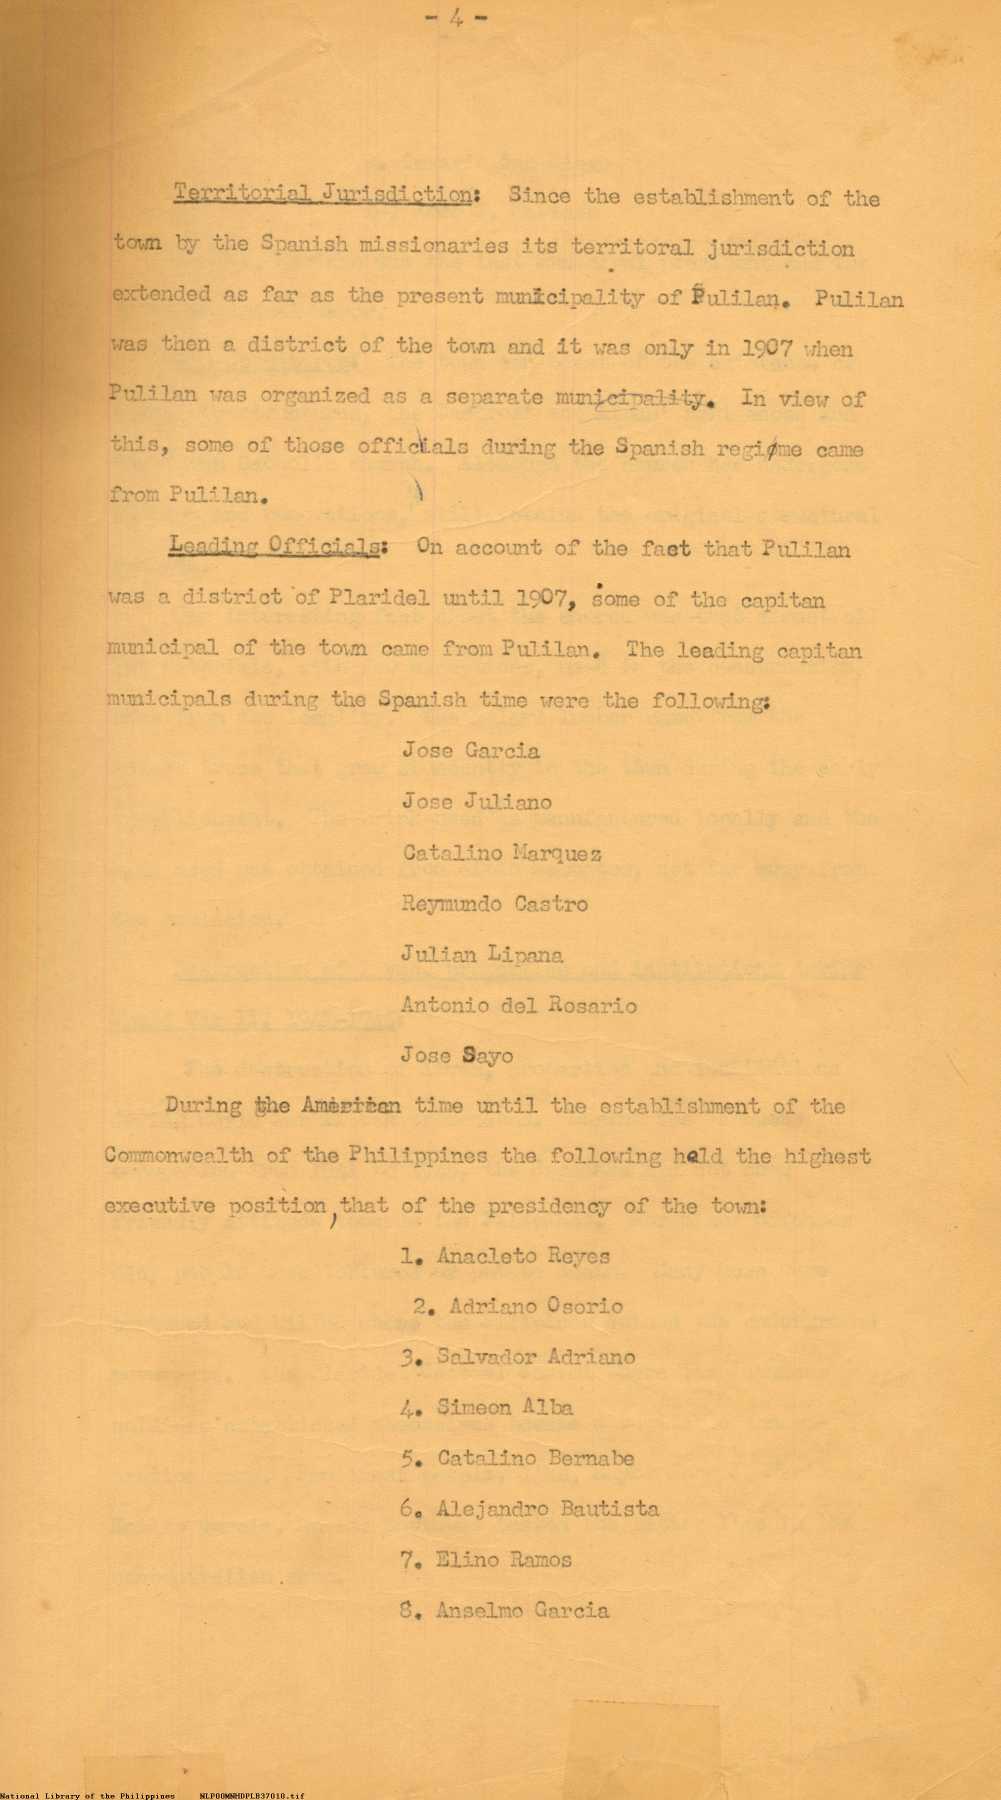 - 4 -
Territorial Jurisdiction: Since the establishment of the
town by the Spanish missionaries its territoral jurisdiction
extended as far as the present municipality of Pulilan. Pulilan
was then a district of the town and it was only in 1907 when
Pulilan was organized as a separate municipality. In view of
this, some of those officials during the Spanish regime came
from Pulilan.
Leading Officials: On account of the faet that Pulilan
was a district of Plaridel until 1907, some of the capitan
municipal of the town came from Pulilan. The leading capitan
municipals during the Spanish time were the following:
Jose Garcia
Jose Juliano
Catalino Marquez
Reymundo Castro
Julian Lipana
Antonio del Rosario
Jose Sayo
During the American time until the establishment of the
Commonwealth of the Philippines the following held the highest
executive position, that of the presidency of the town:
1. Anacleto Reyes
2. Adriano Osorio
3. Salvador Adriano
4. Simeon Alba
5. Catalino Bernabe
6. Alejandro Bautista
7. Elino Ramos
8. Anselmo Garcia
National Library of the Philippines NLPOOMNHDPLB37010.tif